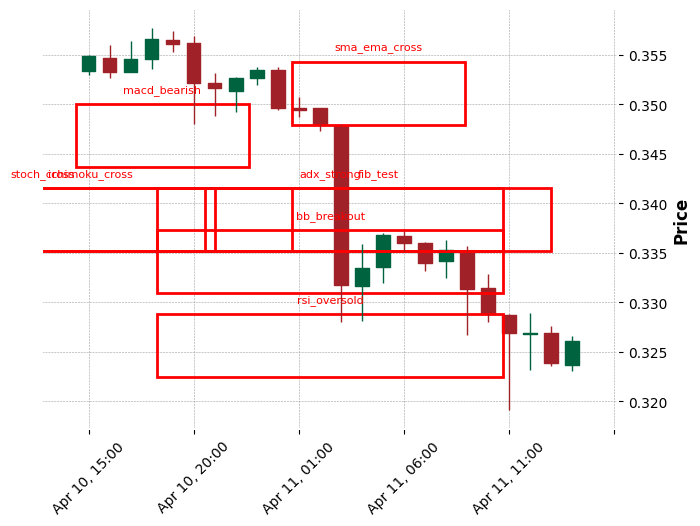 sma_ema_cross
macd_bearish
stoch_cross
ichimoku_cross
adx_strong
fib_test
bb_breakout
rsi_oversold
0.355
0.350
0.345
0.340
0.335
0.330
0.325
0.320
Price
Apr 10, 15:00
Apr 10, 20:00
Apr 11, 01:00
Apr 11, 06:00
Apr 11, 11:00